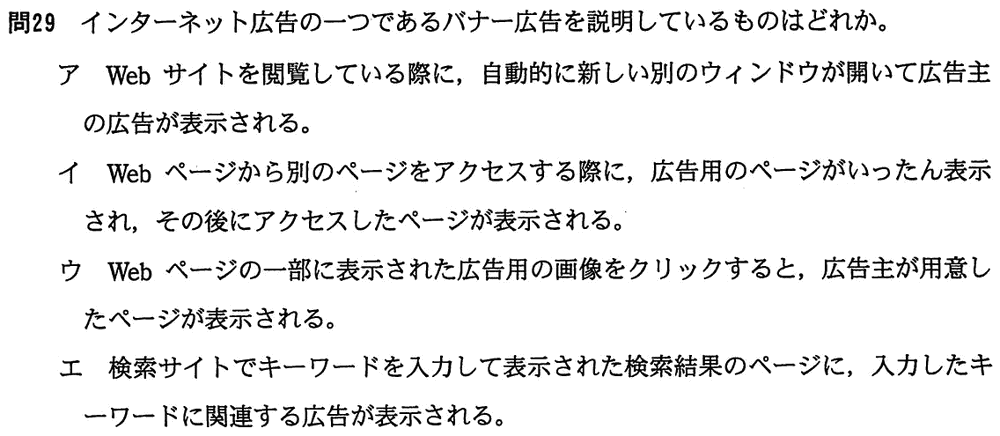 問29 インターネット広告の一つであるバナー広告を説明しているものはどれか。
ア Web サイトを閲覧している際に，自動的に新しい別のウィンドウが開いて広告主
の広告が表示される。
イ Web ページから別のページをアクセスする際に，広告用のページがいったん表示
され，その後にアクセスしたページが表示される。
ウ Web ページの一部に表示された広告用の画像をクリックすると，広告主が用意し
たページが表示される。
エ 検索サイトでキーワードを入力して表示された検索結果のページに，入力したキ
ーワードに関連する広告が表示される。